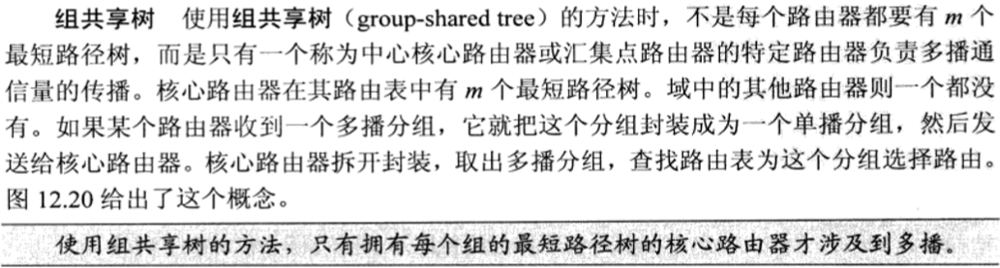 组共享树　使用组共享树（group-shared tree）的方法时，不是每个路由器都要有 m 个
最短路径树，而是只有一个称为中心核心路由器或汇集点路由器的特定路由器负责多播通
信量的传播。核心路由器在其路由表中有 m 个最短路径树。域中的其他路由器则一个都没
有。如果某个路由器收到一个多播分组，它就把这个分组封装成为一个单播分组，然后发
送给核心路由器。核心路由器拆开封装，取出多播分组，查找路由表为这个分组选择路由。
图 12.20 给出了这个概念。
使用组共享树的方法，只有拥有每个组的最短路径树的核心路由器才涉及到多播。